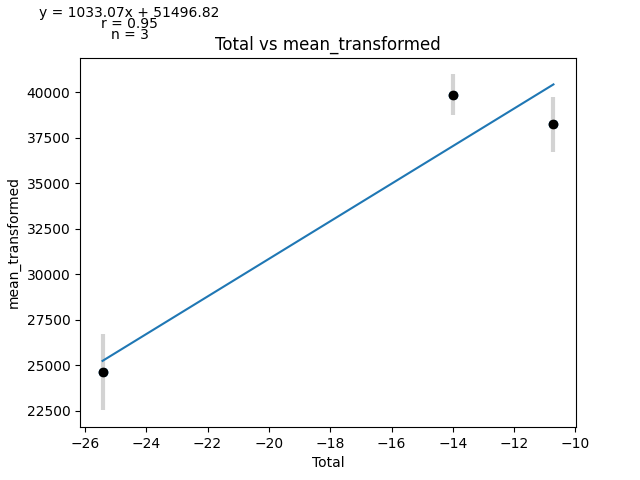 y = 1033.07x + 51496.82
r = 0.95
n = 3
Total vs mean_transformed
40000
37500
35000
32500
30000
27500
25000
22500
mean_transformed
−26 −24 −22 −20 −18 −16 −14 −12 −10
Total